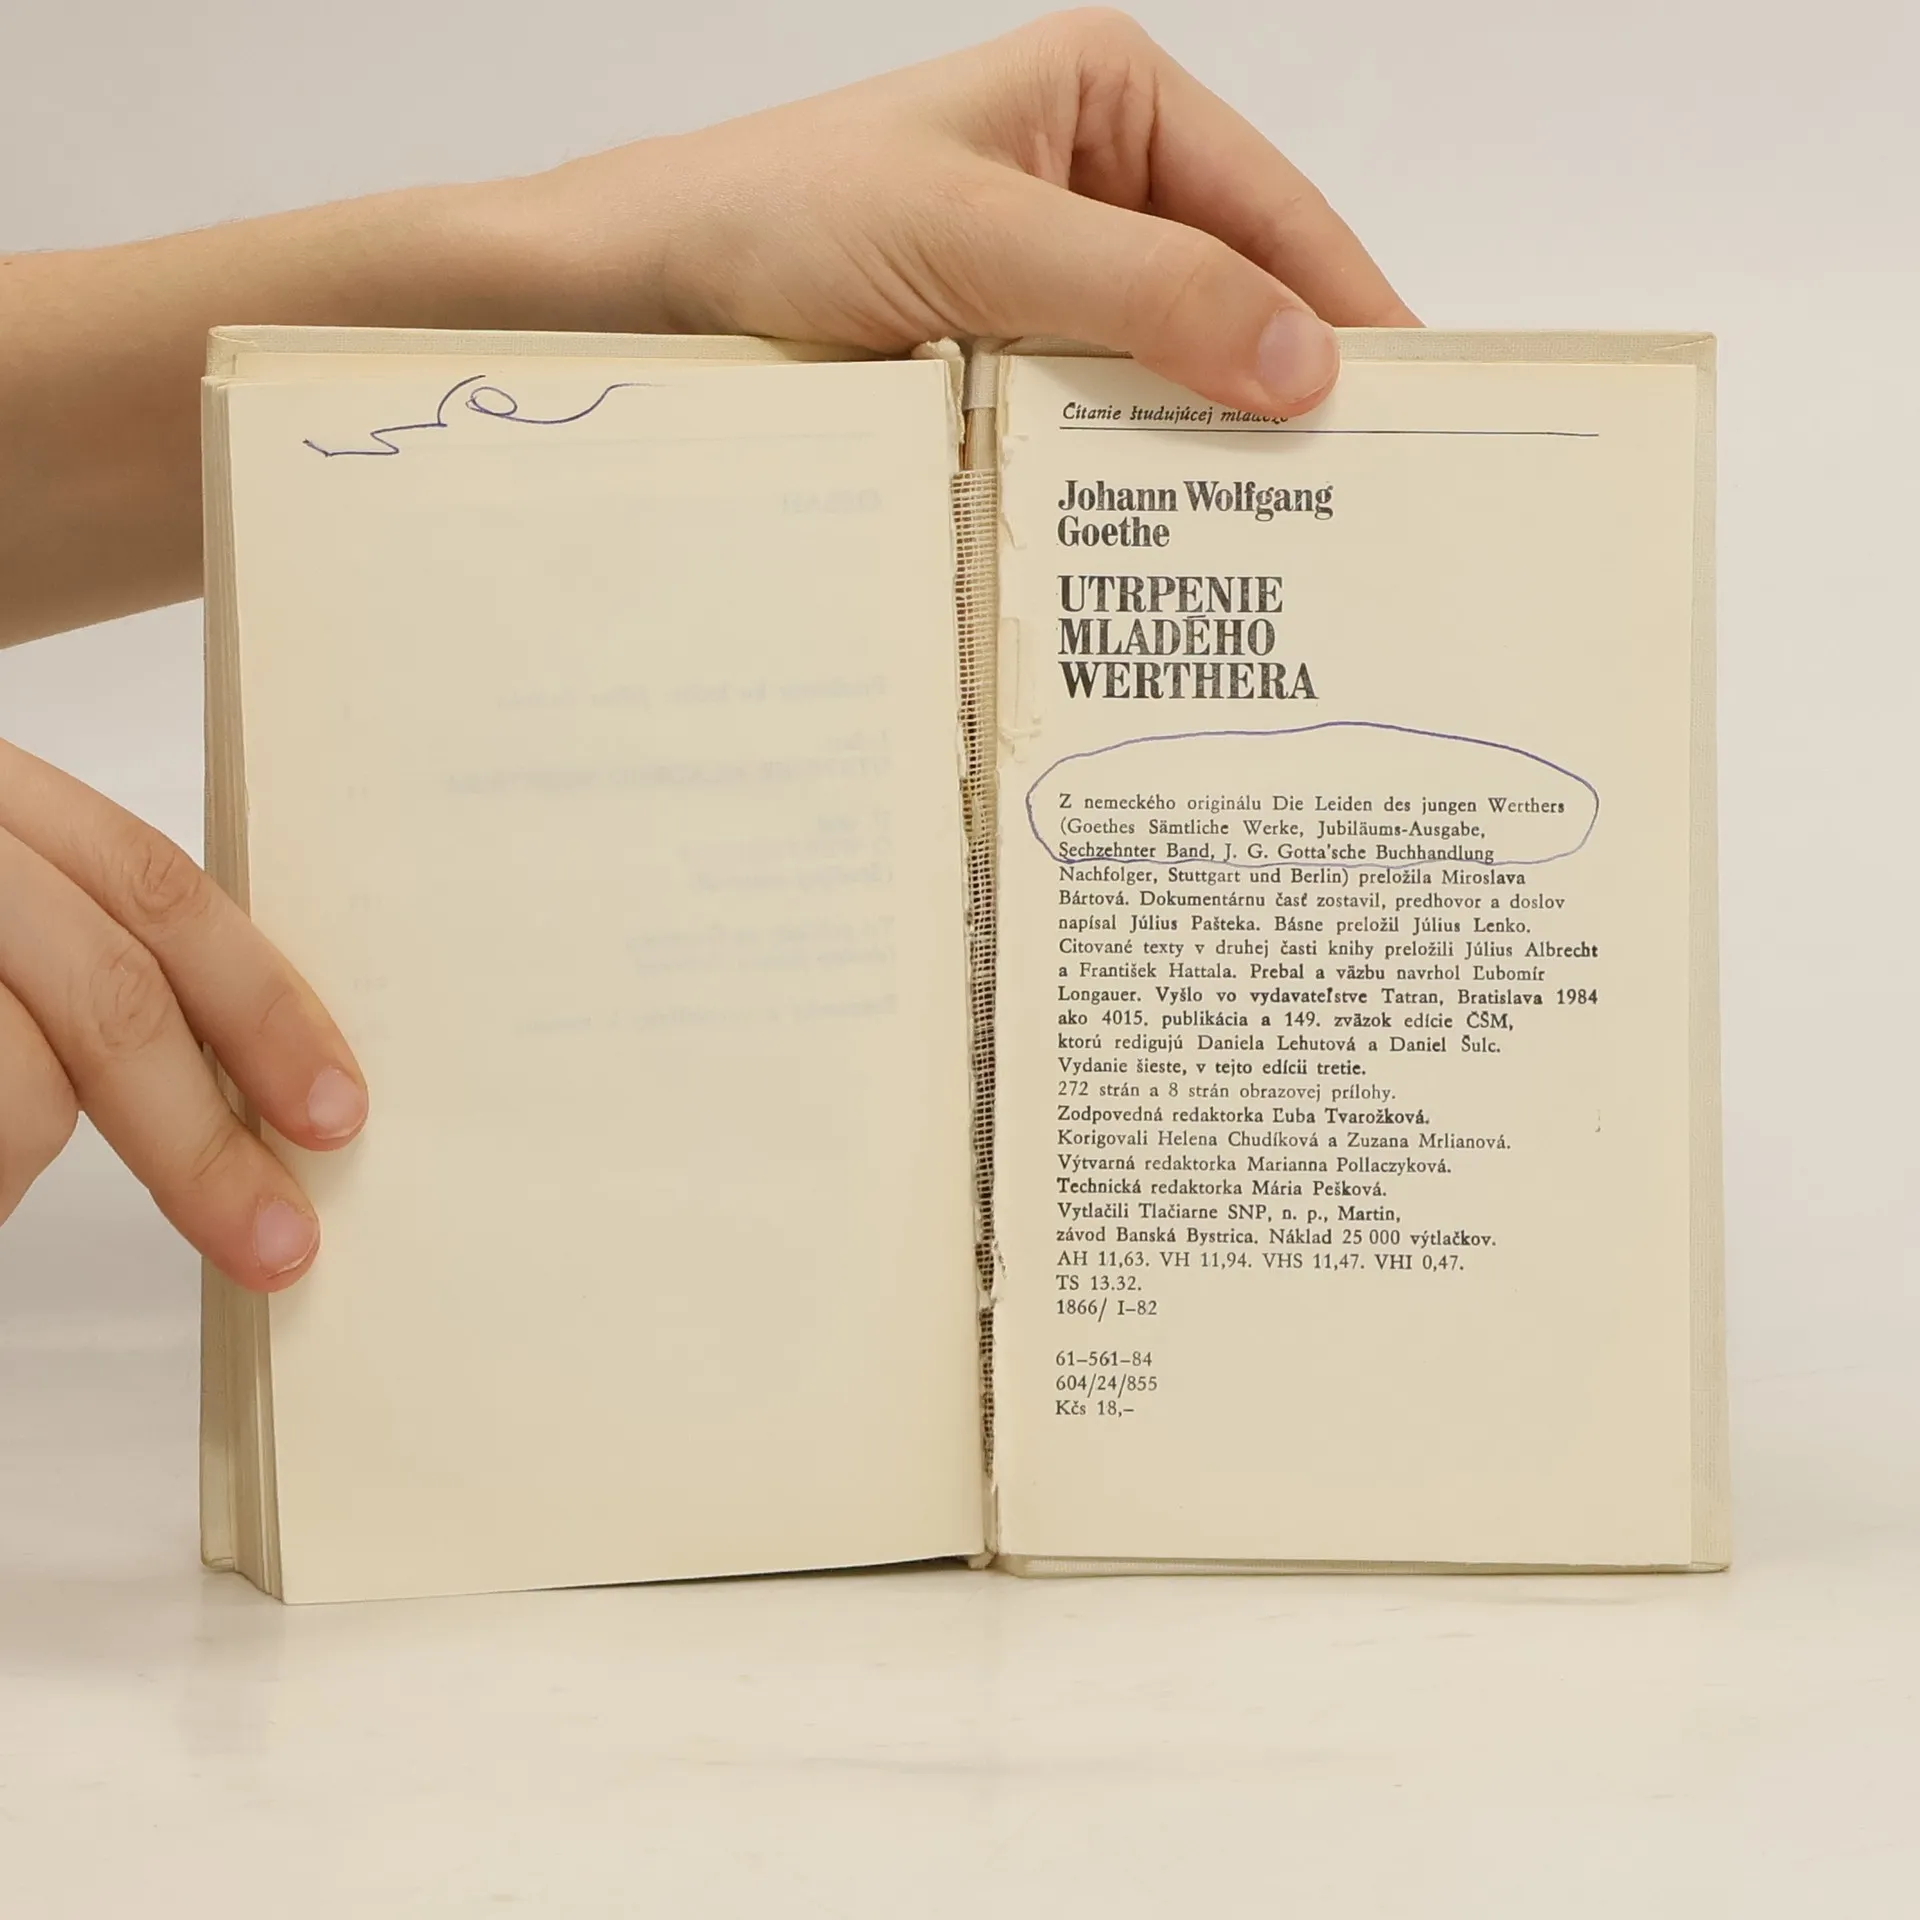 Čítanie študujúcej mládeže
Johann Wolfgang
Goethe
UTRPENIE
MLADÉHO
WERTHERA
Z nemeckého originálu Die Leiden des jungen Werthers
(Goethes Sämtliche Werke, Jubiläums-Ausgabe,
Sechzehnter Band, J. G. Gotta'sche Buchhandlung
Nachfolger, Stuttgart und Berlin) preložila Miroslava
Bártová. Dokumentárnu časť zostavil, predhovor a doslov
napísal Július Pašteka. Básne preložil Július Lenko.
Citované texty v druhej časti knihy preložili Július Albrecht
a František Hattala. Prebal a väzbu navrhol Ľubomír
Longauer. Vyšlo vo vydavateľstve Tatran, Bratislava 1984
ako 4015. publikácia a 149. zväzok edície ČŠM,
ktorú redigujú Daniela Lehutová a Daniel Šulc.
Vydanie šieste, v tejto edícii tretie.
272 strán a 8 strán obrazovej prílohy.
Zodpovedná redaktorka Ľuba Tvarožková.
Korigovali Helena Chudíková a Zuzana Mrlianová.
Výtvarná redaktorka Marianna Pollaczyková.
Technická redaktorka Mária Pešková.
Vytlačili Tlačiarne SNP, n. p., Martin,
závod Banská Bystrica. Náklad 25 000 výtlačkov.
AH 11,63. VH 11,94. VHS 11,47. VHI 0,47.
TS 13.32.
1866/ I–82
61–561–84
604/24/855
Kčs 18,–